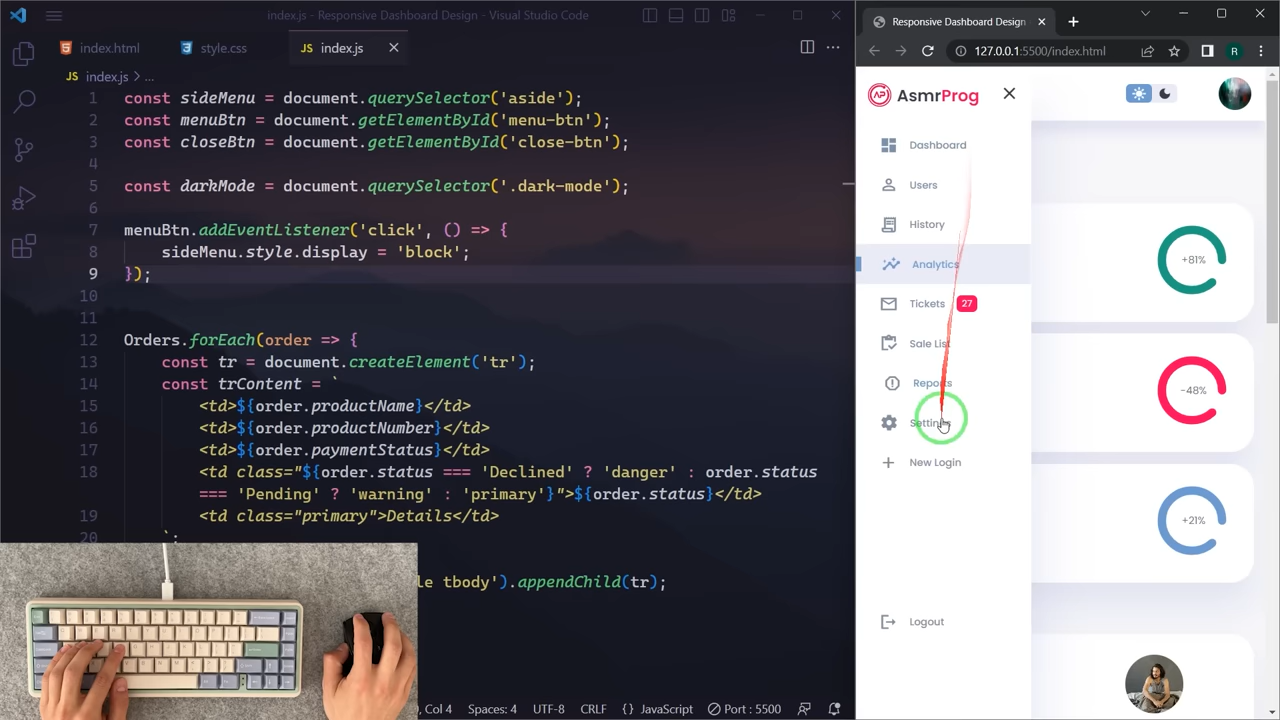 index.js - Responsive Dashboard Design - Visual Studio Code
index.html
style.css
JS index.js
JS index.js > ...
1 const sideMenu = document.querySelector('aside');
2 const menuBtn = document.getElementById('menu-btn');
3 const closeBtn = document.getElementById('close-btn');
4
5 const darkMode = document.querySelector('.dark-mode');
6
7 menuBtn.addEventListener('click', () => {
8 sideMenu.style.display = 'block';
9 });
10
11
12 Orders.forEach(order => {
13 const tr = document.createElement('tr');
14 const trContent = `
15 <td>${order.productName}</td>
16 <td>${order.productNumber}</td>
17 <td>${order.paymentStatus}</td>
18 <td class="${order.status === 'Declined' ? 'danger' : order.status
=== 'Pending' ? 'warning' : 'primary'}">${order.status}</td>
19 <td class="primary">Details</td>
20 `;
le tbody').appendChild(tr);
, Col 4
Spaces: 4
UTF-8
CRLF
{} JavaScript
Port : 5500
Responsive Dashboard Design
127.0.0.1:5500/index.html
R
AP
AsmrProg
Dashboard
Users
History
Analytics
Tickets 27
Sale List
Reports
Settings
New Login
Logout
+81%
-48%
+21%